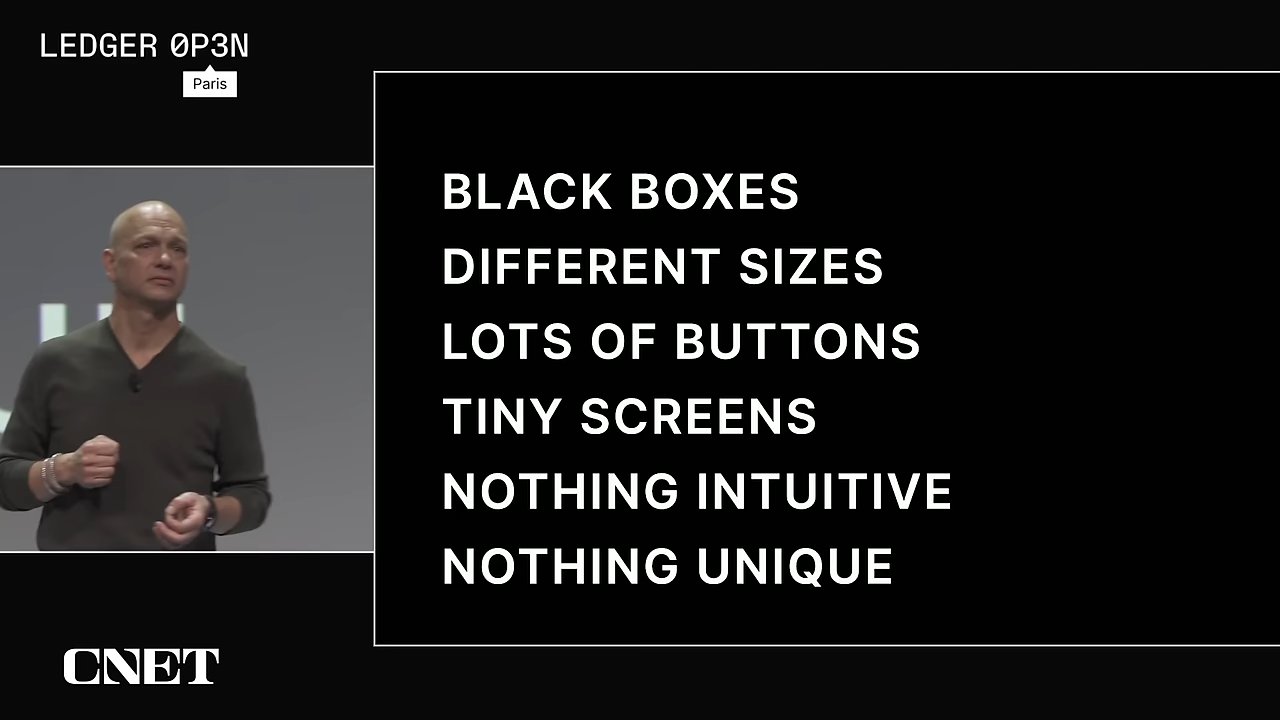 LEDGER 0P3N
Paris
BLACK BOXES
DIFFERENT SIZES
LOTS OF BUTTONS
TINY SCREENS
NOTHING INTUITIVE
NOTHING UNIQUE
CNET